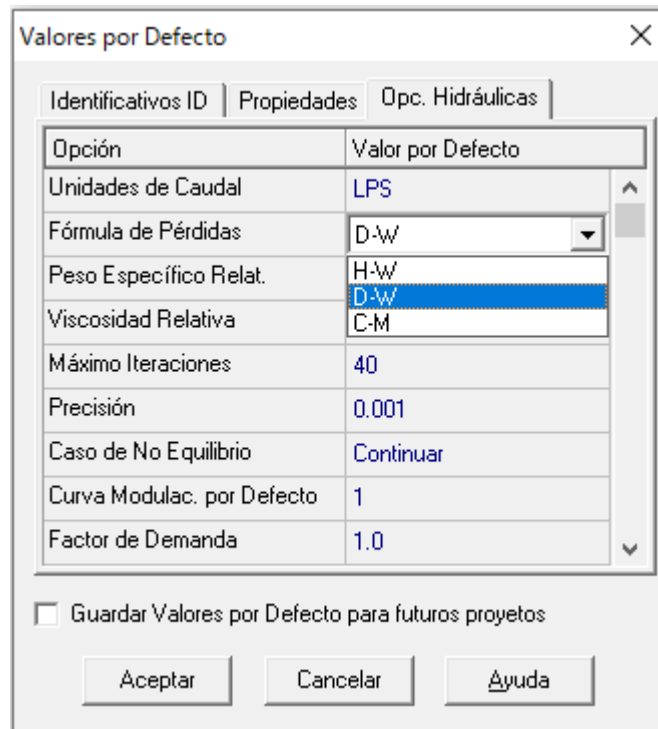 Valores por Defecto
Identificativos ID Propiedades Opc. Hidráulicas
Opción Valor por Defecto
Unidades de Caudal LPS
Fórmula de Pérdidas D-W
Peso Específico Relat. H-W
D-W
Viscosidad Relativa C-M
Máximo Iteraciones 40
Precisión 0.001
Caso de No Equilibrio Continuar
Curva Modulac. por Defecto 1
Factor de Demanda 1.0
Guardar Valores por Defecto para futuros proyetos
Aceptar Cancelar Ayuda